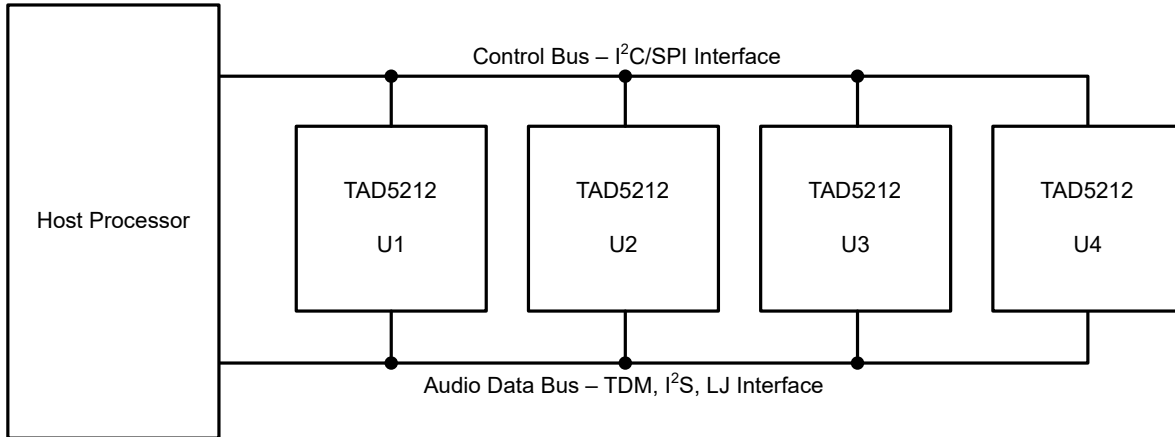 Control Bus – I²C/SPI Interface
Host Processor
TAD5212
U1
TAD5212
U2
TAD5212
U3
TAD5212
U4
Audio Data Bus – TDM, I²S, LJ Interface